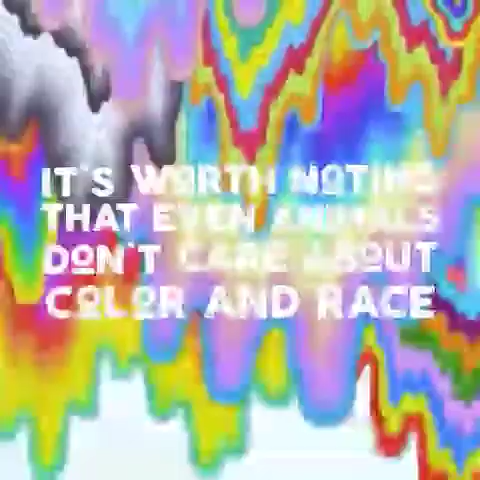 IT'S WORTH NOTING
THAT EVEN ANIMALS
DON'T CARE ABOUT
COLOR AND RACE